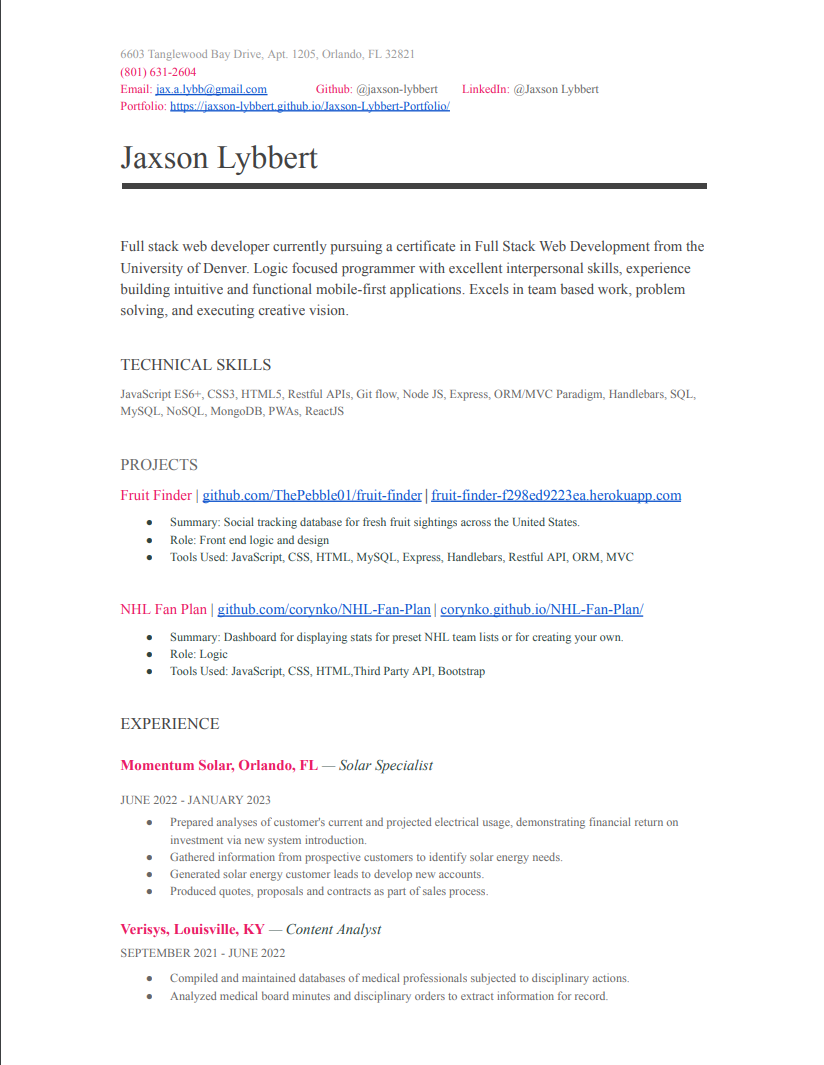 6603 Tanglewood Bay Drive, Apt. 1205, Orlando, FL 32821
(801) 631-2604
Email: jax.a.lybb@gmail.com Github: @jaxson-lybbert LinkedIn: @Jaxson Lybbert
Portfolio: https://jaxson-lybbert.github.io/Jaxson-Lybbert-Portfolio/
Jaxson Lybbert
Full stack web developer currently pursuing a certificate in Full Stack Web Development from the
University of Denver. Logic focused programmer with excellent interpersonal skills, experience
building intuitive and functional mobile-first applications. Excels in team based work, problem
solving, and executing creative vision.
TECHNICAL SKILLS
JavaScript ES6+, CSS3, HTML5, Restful APIs, Git flow, Node JS, Express, ORM/MVC Paradigm, Handlebars, SQL,
MySQL, NoSQL, MongoDB, PWAs, ReactJS
PROJECTS
Fruit Finder | github.com/ThePebble01/fruit-finder | fruit-finder-f298ed9223ea.herokuapp.com
● Summary: Social tracking database for fresh fruit sightings across the United States.
● Role: Front end logic and design
● Tools Used: JavaScript, CSS, HTML, MySQL, Express, Handlebars, Restful API, ORM, MVC
NHL Fan Plan | github.com/corynko/NHL-Fan-Plan | corynko.github.io/NHL-Fan-Plan/
● Summary: Dashboard for displaying stats for preset NHL team lists or for creating your own.
● Role: Logic
● Tools Used: JavaScript, CSS, HTML,Third Party API, Bootstrap
EXPERIENCE
Momentum Solar, Orlando, FL — Solar Specialist
JUNE 2022 - JANUARY 2023
● Prepared analyses of customer's current and projected electrical usage, demonstrating financial return on
investment via new system introduction.
● Gathered information from prospective customers to identify solar energy needs.
● Generated solar energy customer leads to develop new accounts.
● Produced quotes, proposals and contracts as part of sales process.
Verisys, Louisville, KY — Content Analyst
SEPTEMBER 2021 - JUNE 2022
● Compiled and maintained databases of medical professionals subjected to disciplinary actions.
● Analyzed medical board minutes and disciplinary orders to extract information for record.